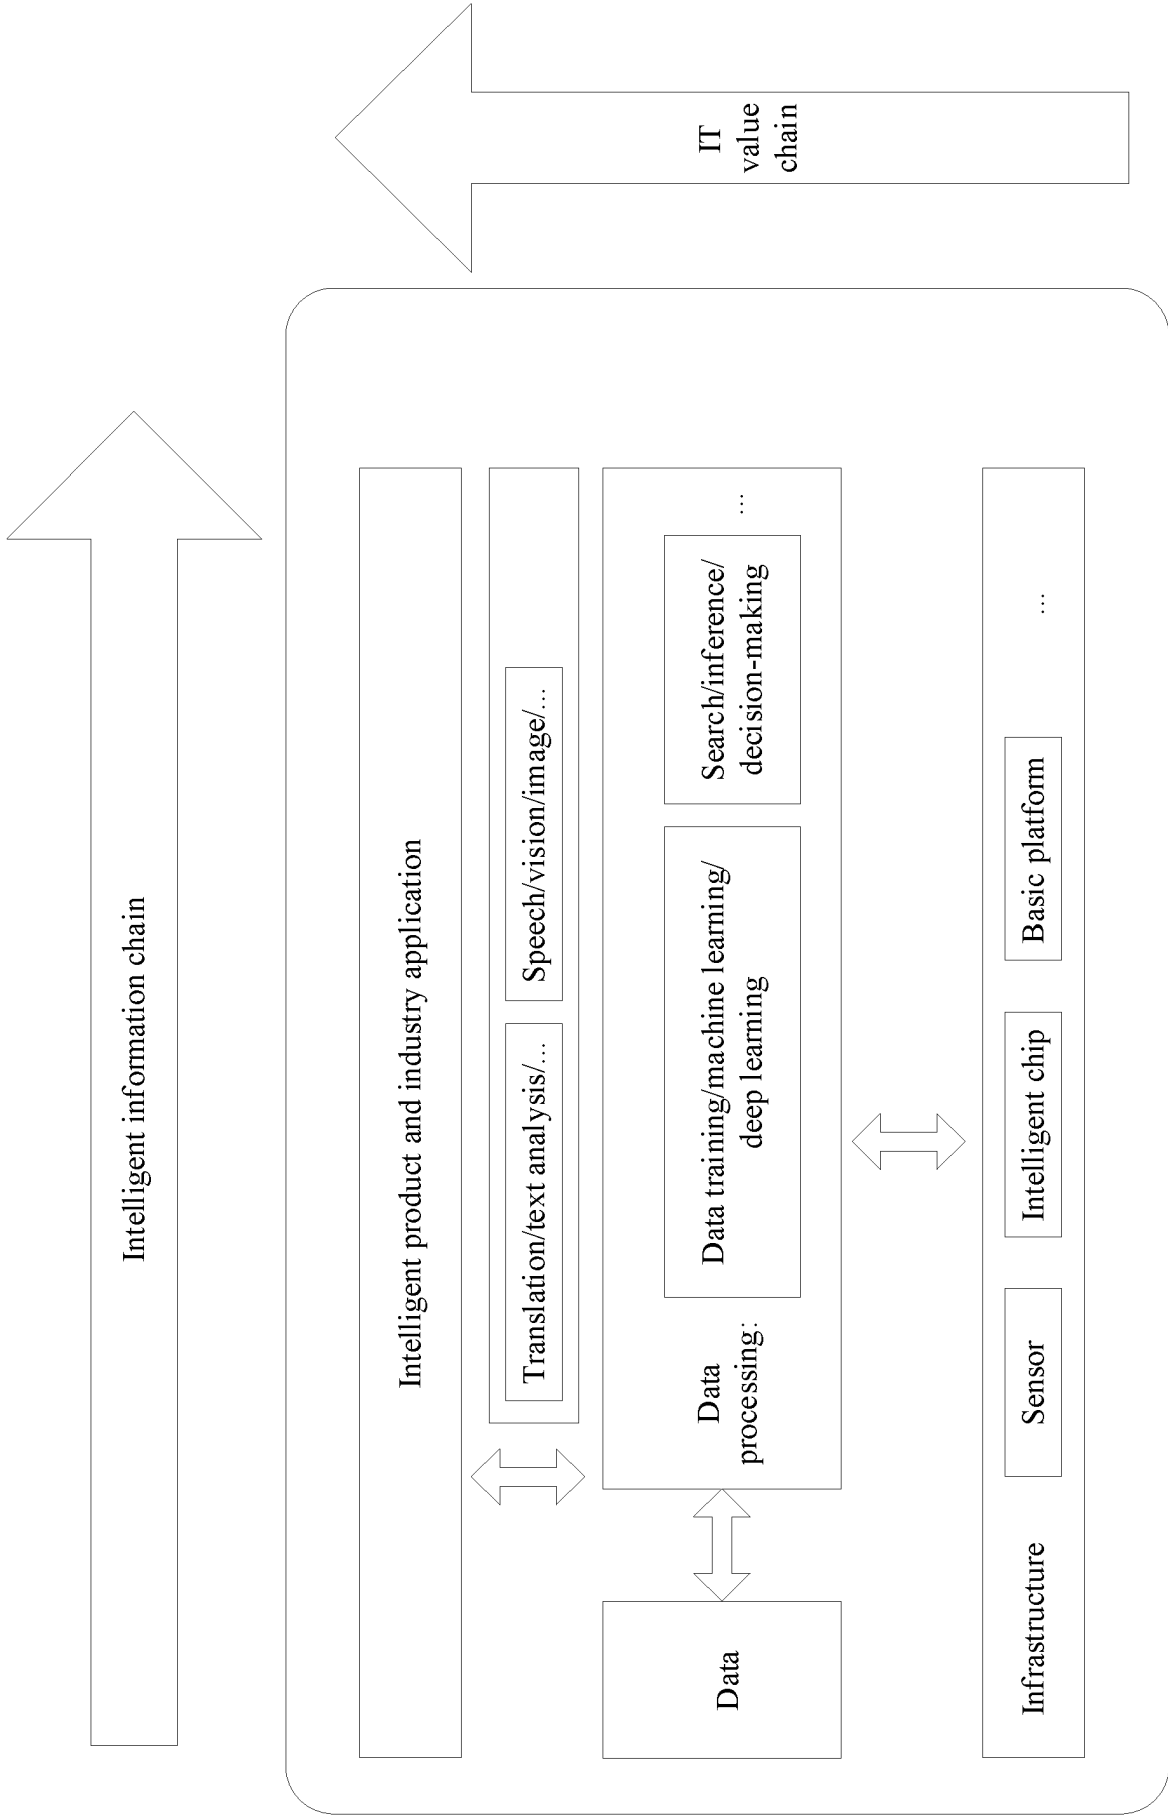 Intelligent information chain
Intelligent product and industry application
Translation/text analysis/...
Speech/vision/image/...
Data
Data
processing:
Data training/machine learning/
deep learning
Search/inference/
decision-making
...
Infrastructure
Sensor
Intelligent chip
Basic platform
...
IT
value
chain